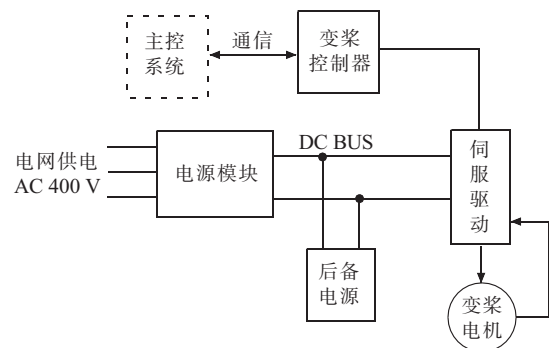 主控
系统
通信
变桨
控制器
电网供电
AC 400 V
电源模块
DC BUS
伺
服
驱
动
后备
电源
变桨
电机